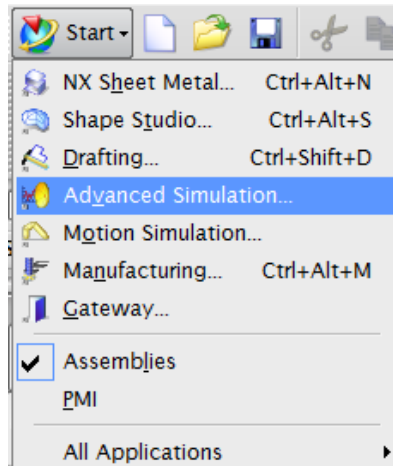 Start
NX Sheet Metal... Ctrl+Alt+N
Shape Studio... Ctrl+Alt+S
Drafting... Ctrl+Shift+D
Advanced Simulation...
Motion Simulation...
Manufacturing... Ctrl+Alt+M
Gateway...
Assemblies
PMI
All Applications